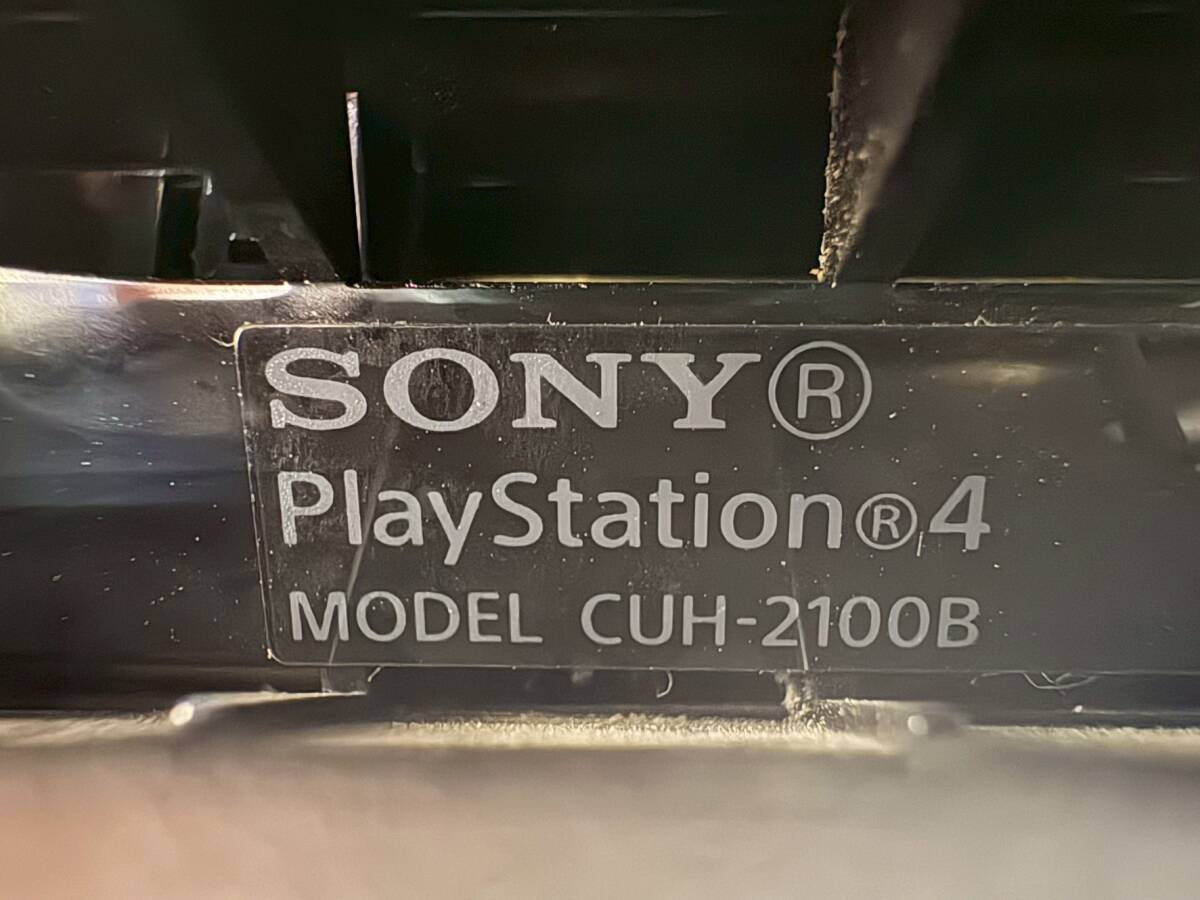 SONY®
PlayStation®4
MODEL CUH-2100B